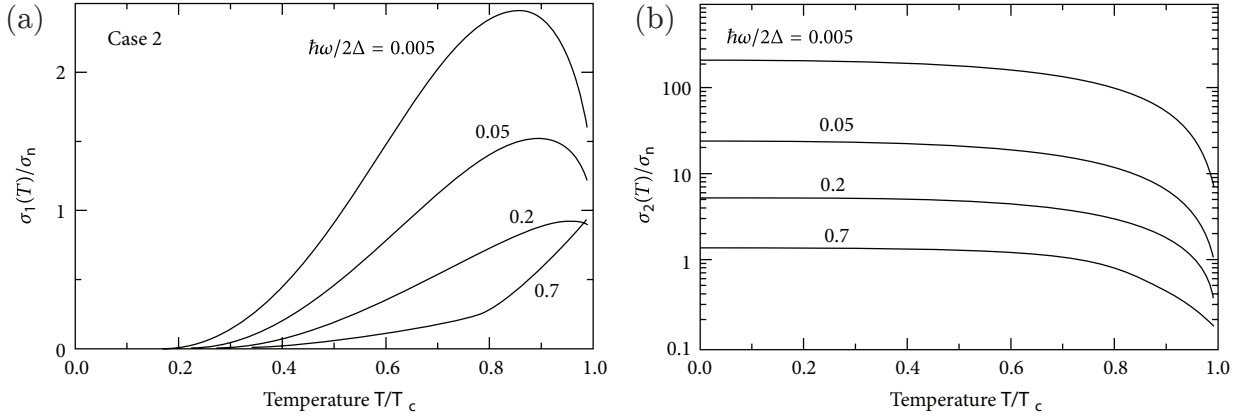 (a)
Case 2
ħω/2Δ = 0.005
0.05
0.2
0.7
2
1
0
σ₁(T)/σₙ
0.0 0.2 0.4 0.6 0.8 1.0
Temperature T/T c
(b)
ħω/2Δ = 0.005
0.05
0.2
0.7
100
10
1
0.1
σ₂(T)/σₙ
0.0 0.2 0.4 0.6 0.8 1.0
Temperature T/T c